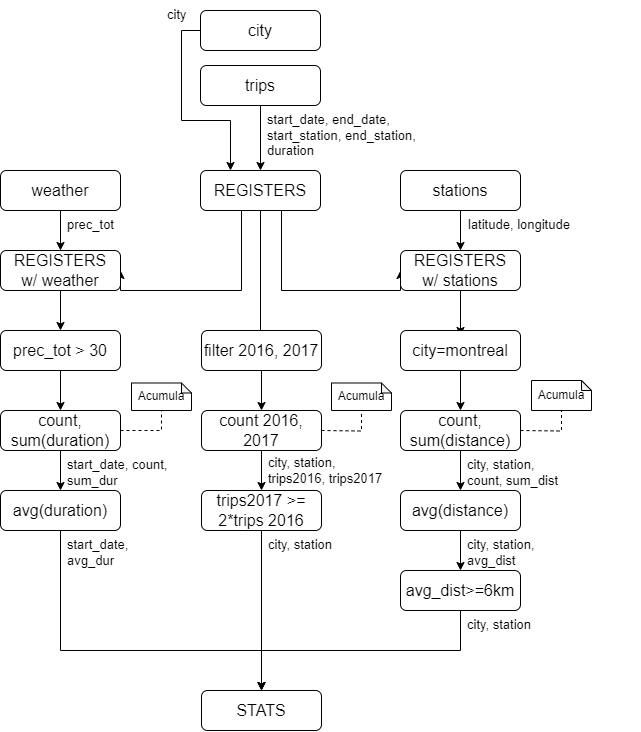 city
city
trips
start_date, end_date,
start_station, end_station,
duration
weather
REGISTERS
stations
prec_tot
latitude, longitude
REGISTERS
w/ weather
REGISTERS
w/ stations
prec_tot > 30
filter 2016, 2017
city=montreal
Acumula
Acumula
Acumula
count,
sum(duration)
count 2016,
2017
count,
sum(distance)
start_date, count,
sum_dur
city, station,
trips2016, trips2017
city, station,
count, sum_dist
avg(duration)
trips2017 >=
2*trips 2016
avg(distance)
start_date,
avg_dur
city, station
city, station,
avg_dist
avg_dist>=6km
city, station
STATS